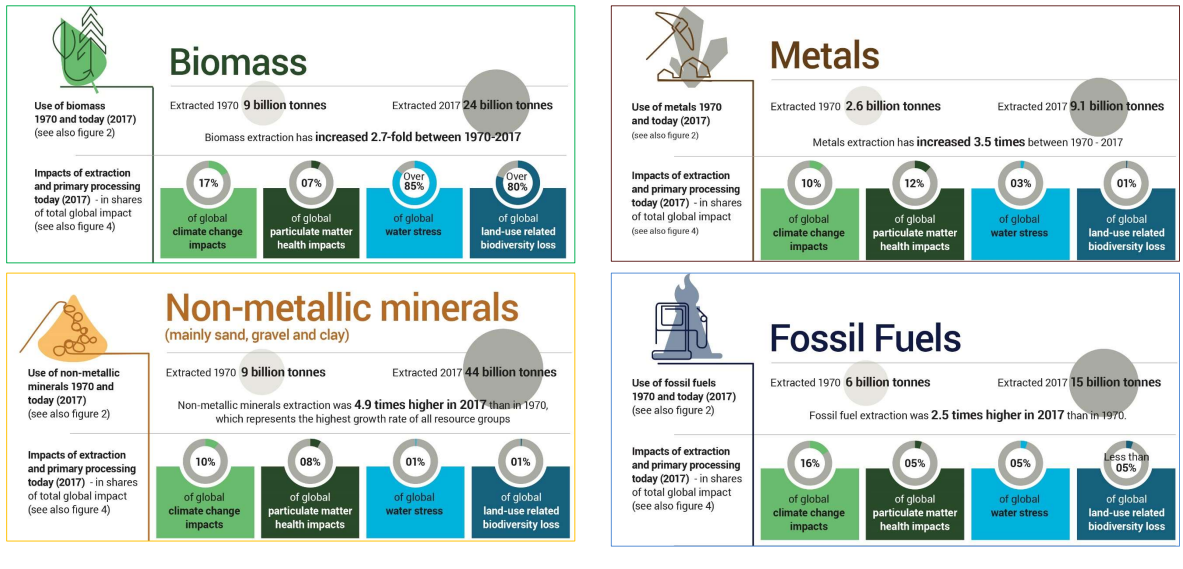 Biomass
Use of biomass
1970 and today (2017)
(see also figure 2)
Extracted 1970 9 billion tonnes
Extracted 2017 24 billion tonnes
Biomass extraction has increased 2.7-fold between 1970-2017
Impacts of extraction
and primary processing
today (2017) - in shares
of total global impact
(see also figure 4)
17%
of global
climate change
impacts
07%
of global
particulate matter
health impacts
Over
85%
of global
water stress
Over
80%
of global
land-use related
biodiversity loss
Metals
Use of metals 1970
and today (2017)
(see also figure 2)
Extracted 1970 2.6 billion tonnes
Extracted 2017 9.1 billion tonnes
Metals extraction has increased 3.5 times between 1970 - 2017
Impacts of extraction
and primary processing
today (2017) - in shares
of total global impact
(see also figure 4)
10%
of global
climate change
impacts
12%
of global
particulate matter
health impacts
03%
of global
water stress
01%
of global
land-use related
biodiversity loss
Non-metallic minerals
(mainly sand, gravel and clay)
Use of non-metallic
minerals 1970 and
today (2017)
(see also figure 2)
Extracted 1970 9 billion tonnes
Extracted 2017 44 billion tonnes
Non-metallic minerals extraction was 4.9 times higher in 2017 than in 1970,
which represents the highest growth rate of all resource groups
Impacts of extraction
and primary processing
today (2017) - in shares
of total global impact
(see also figure 4)
10%
of global
climate change
impacts
08%
of global
particulate matter
health impacts
01%
of global
water stress
01%
of global
land-use related
biodiversity loss
Fossil Fuels
Use of fossil fuels
1970 and today (2017)
(see also figure 2)
Extracted 1970 6 billion tonnes
Extracted 2017 15 billion tonnes
Fossil fuel extraction was 2.5 times higher in 2017 than in 1970.
Impacts of extraction
and primary processing
today (2017) - in shares
of total global impact
(see also figure 4)
16%
of global
climate change
impacts
05%
of global
particulate matter
health impacts
05%
of global
water stress
Less than
05%
of global
land-use related
biodiversity loss